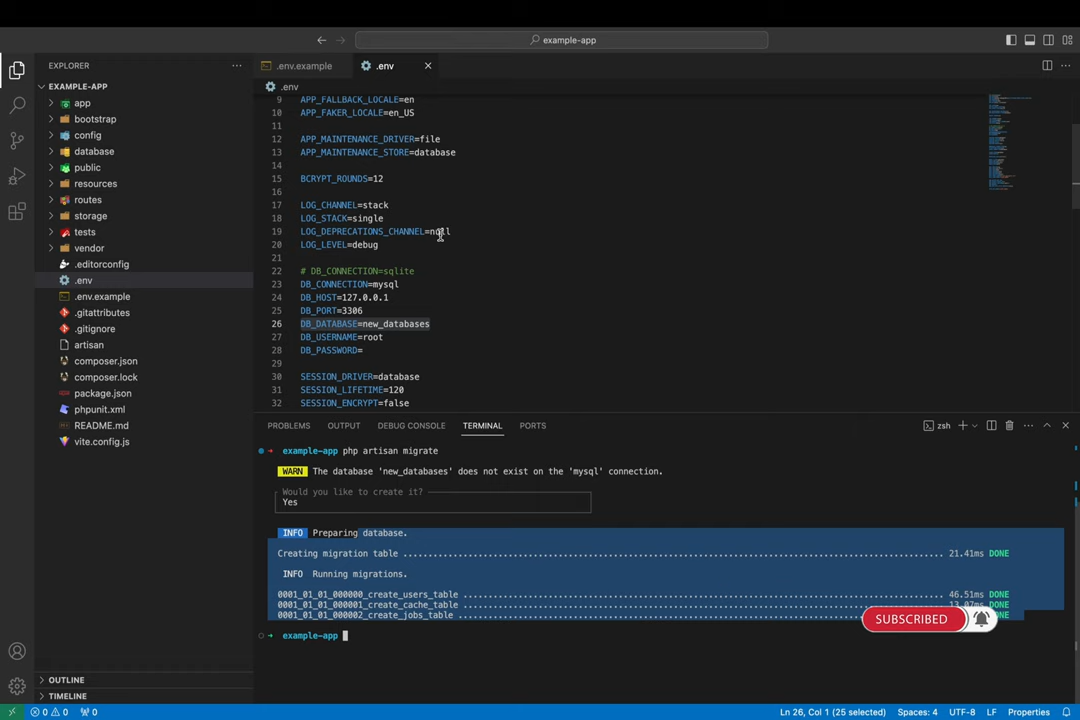 example-app
EXPLORER
.env.example
.env
EXAMPLE-APP
app
bootstrap
config
database
public
resources
routes
storage
tests
vendor
.editorconfig
.env
.env.example
.gitattributes
.gitignore
artisan
composer.json
composer.lock
package.json
phpunit.xml
README.md
vite.config.js
OUTLINE
TIMELINE
.env
9 APP_FALLBACK_LOCALE=en
10 APP_FAKER_LOCALE=en_US
11
12 APP_MAINTENANCE_DRIVER=file
13 APP_MAINTENANCE_STORE=database
14
15 BCRYPT_ROUNDS=12
16
17 LOG_CHANNEL=stack
18 LOG_STACK=single
19 LOG_DEPRECATIONS_CHANNEL=null
20 LOG_LEVEL=debug
21
22 # DB_CONNECTION=sqlite
23 DB_CONNECTION=mysql
24 DB_HOST=127.0.0.1
25 DB_PORT=3306
26 DB_DATABASE=new_databases
27 DB_USERNAME=root
28 DB_PASSWORD=
29
30 SESSION_DRIVER=database
31 SESSION_LIFETIME=120
32 SESSION_ENCRYPT=false
PROBLEMS OUTPUT DEBUG CONSOLE TERMINAL PORTS
zsh
example-app php artisan migrate
WARN The database 'new_databases' does not exist on the 'mysql' connection.
Would you like to create it?
Yes
INFO Preparing database.
Creating migration table ................................................ 21.41ms DONE
INFO Running migrations.
0001_01_01_000000_create_users_table ................................................ 46.51ms DONE
0001_01_01_000001_create_cache_table ................................................ 13.07ms DONE
0001_01_01_000002_create_jobs_table ................................................ ONE
SUBSCRIBED
example-app
0 0 0 Ln 26, Col 1 (25 selected) Spaces: 4 UTF-8 LF Properties